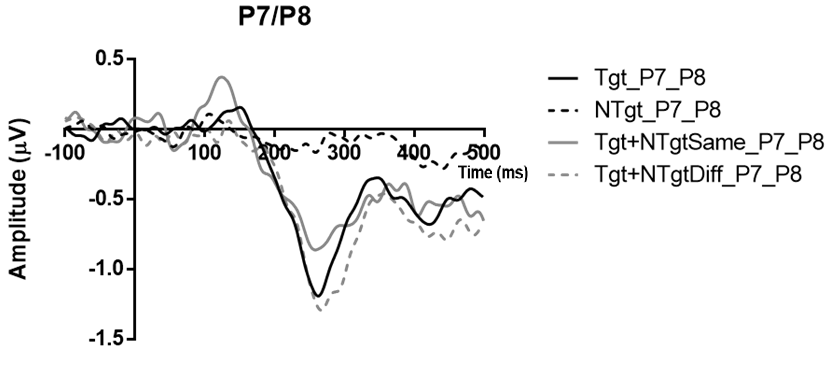 P7/P8
0.5
-0.5
-1.0
-1.5
Amplitude (μV)
-100 100 200 300 400 500
Time (ms)
Tgt_P7_P8
NTgt_P7_P8
Tgt+NTgtSame_P7_P8
Tgt+NTgtDiff_P7_P8